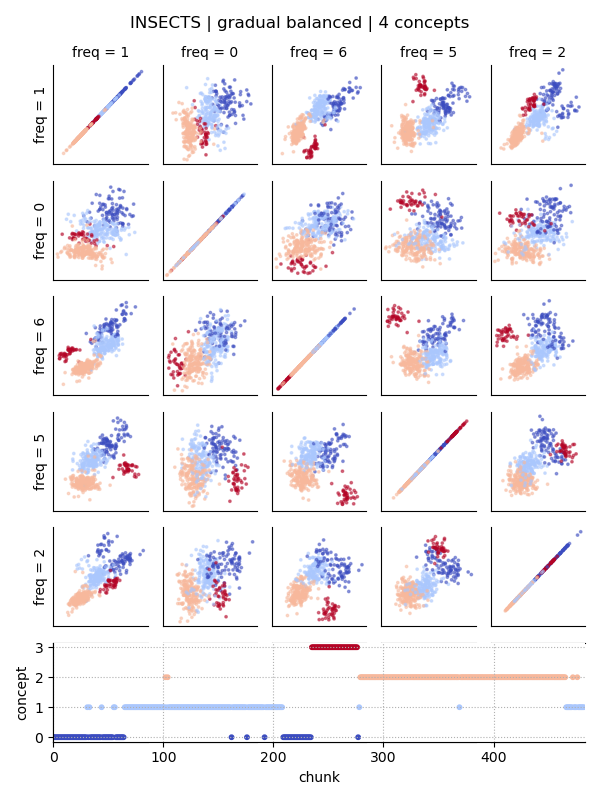 INSECTS | gradual balanced | 4 concepts
freq = 1 freq = 0 freq = 6 freq = 5 freq = 2
freq = 1
freq = 0
freq = 6
freq = 5
freq = 2
concept
3
2
1
0
0 100 200 300 400
chunk